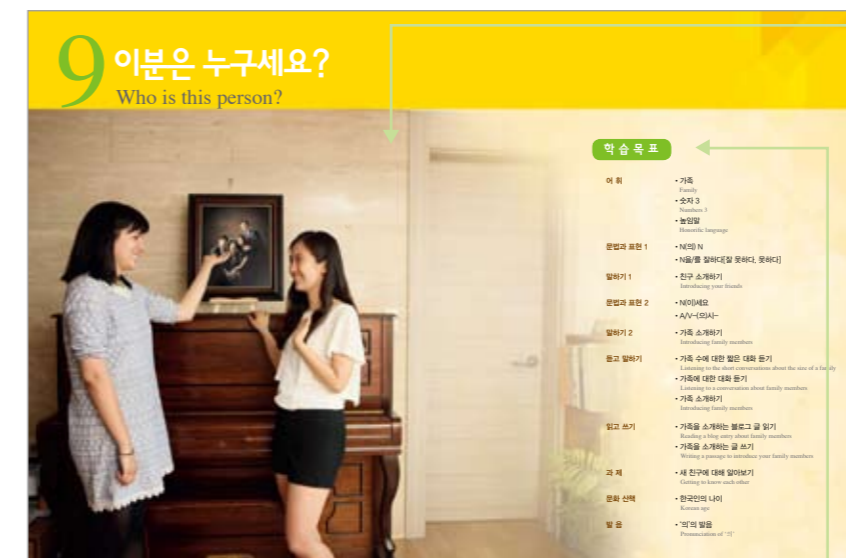 9
이분은 누구세요?
Who is this person?
학습목표
어휘
• 가족
Family
• 숫자 3
Numbers 3
• 높임말
Honorific language
문법과 표현 1
• N(의) N
• N을/를 잘하다[잘 못하다, 못하다]
말하기 1
• 친구 소개하기
Introducing your friends
문법과 표현 2
• N(이)세요
• A/V-(으)시-
말하기 2
• 가족 소개하기
Introducing family members
듣고 말하기
• 가족 수에 대한 짧은 대화 듣기
Listening to the short conversations about the size of a family
• 가족에 대한 대화 듣기
Listening to a conversation about family members
• 가족 소개하기
Introducing family members
읽고 쓰기
• 가족을 소개하는 블로그 글 읽기
Reading a blog entry about family members
• 가족을 소개하는 글 쓰기
Writing a passage to introduce your family members
과제
• 새 친구에 대해 알아보기
Getting to know each other
문화 산책
• 한국인의 나이
Korean age
발음
• '의'의 발음
Pronunciation of '의'